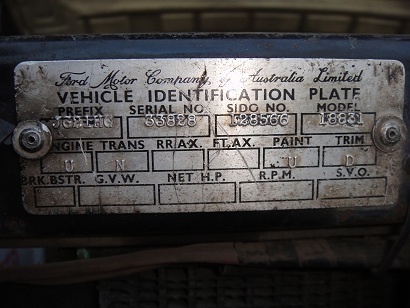 Ford Motor Company of Australia Limited
VEHICLE IDENTIFICATION PLATE
PREFIX SERIAL NO. SIDO NO. MODEL
33828 128566 18831
ENGINE TRANS RR.AX. FT.AX. PAINT TRIM
U N U D
BRK.BSTR. G.V.W. NET H.P. R.P.M. S.V.O.